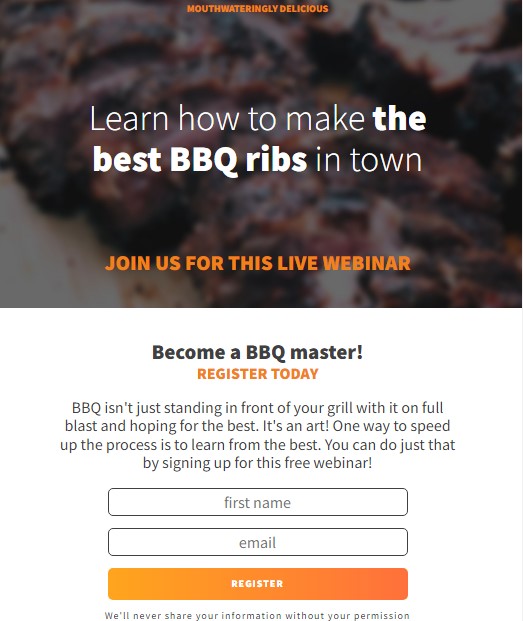 MOUTHWATERINGLY DELICIOUS
Learn how to make the
best BBQ ribs in town
JOIN US FOR THIS LIVE WEBINAR
Become a BBQ master!
REGISTER TODAY
BBQ isn't just standing in front of your grill with it on full
blast and hoping for the best. It's an art! One way to speed
up the process is to learn from the best. You can do just that
by signing up for this free webinar!
first name
email
REGISTER
We'll never share your information without your permission